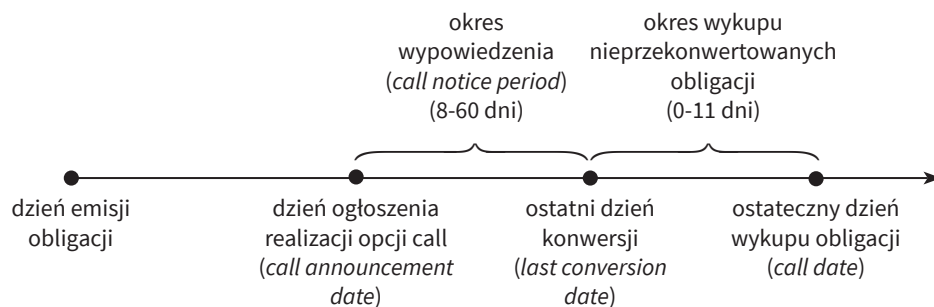 okres
wypowiedzenia
(call notice period)
(8-60 dni)
okres wykupu
nieprzekonwertowanych
obligacji
(0-11 dni)
dzień emisji
obligacji
dzień ogłoszenia
realizacji opcji call
(call announcement
date)
ostatni dzień
konwersji
(last conversion
date)
ostateczny dzień
wykupu obligacji
(call date)